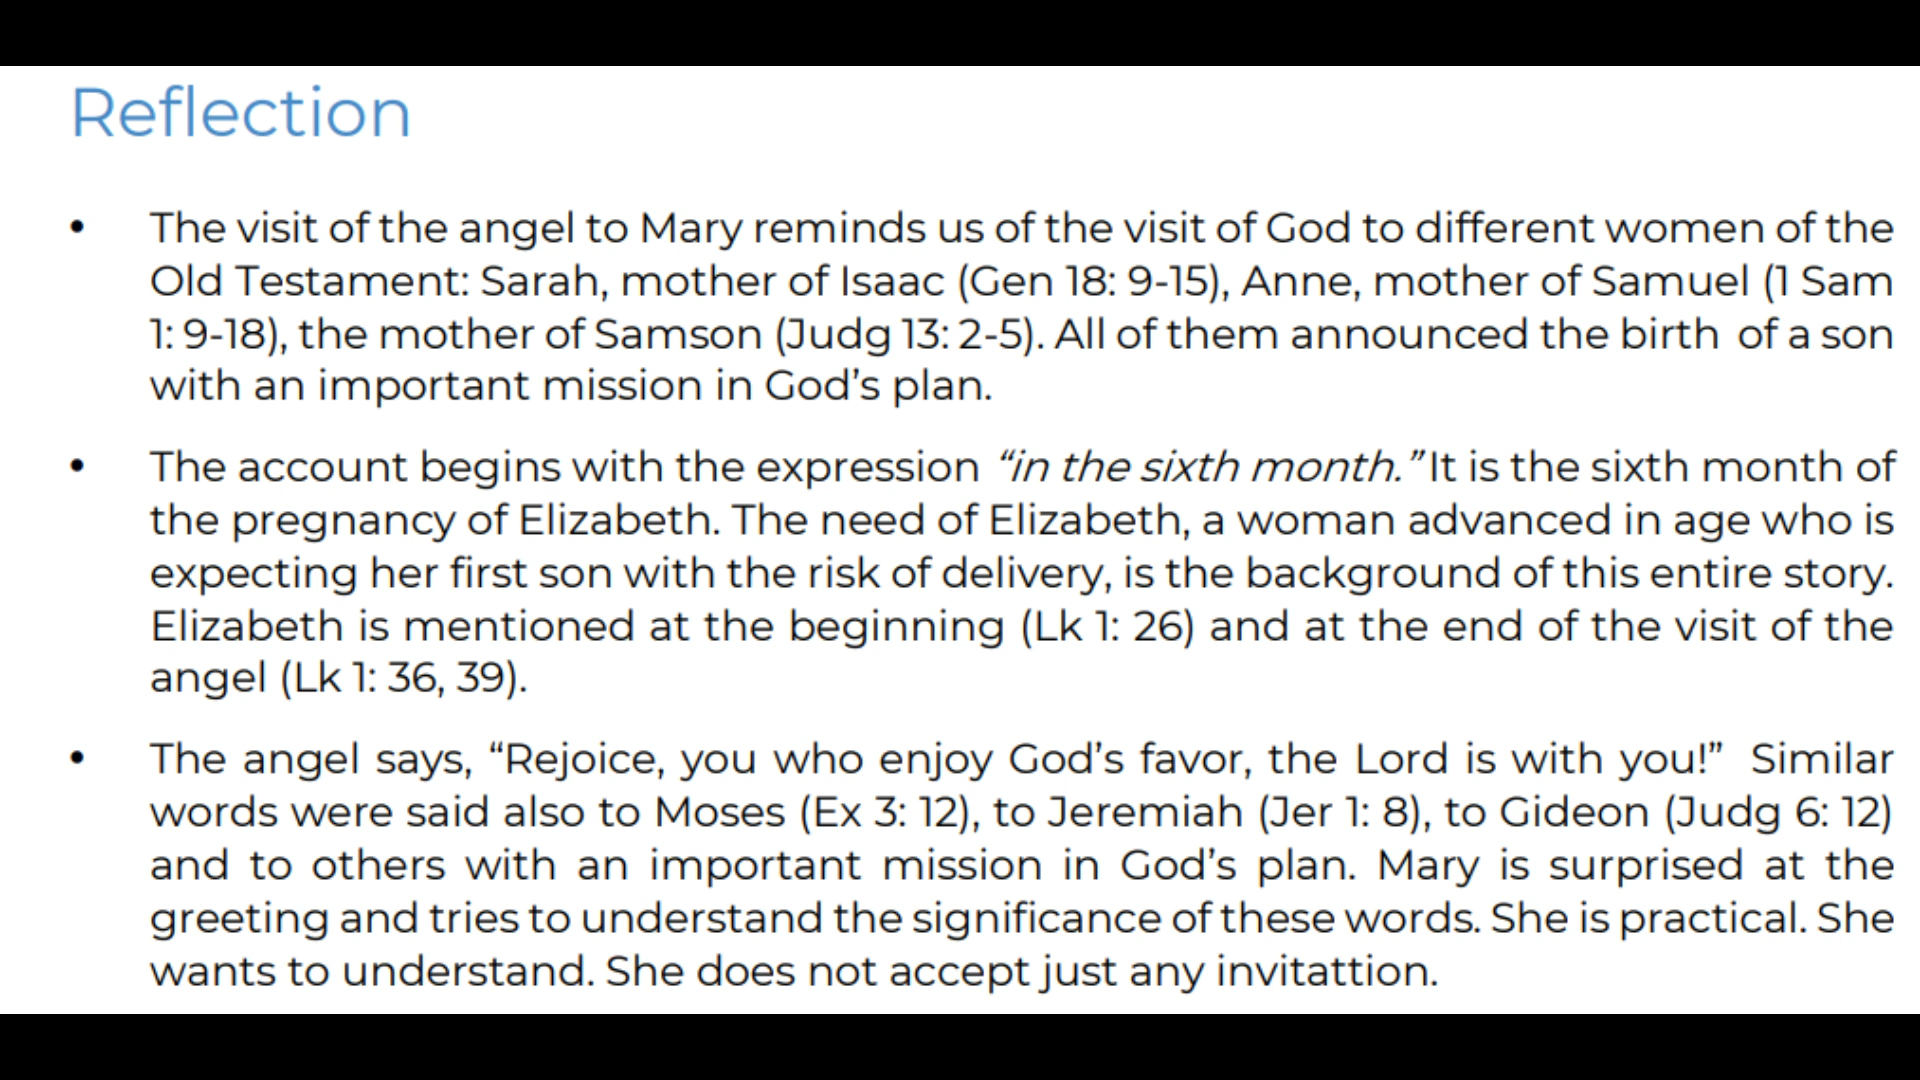 Reflection
• The visit of the angel to Mary reminds us of the visit of God to different women of the
Old Testament: Sarah, mother of Isaac (Gen 18: 9-15), Anne, mother of Samuel (1 Sam
1: 9-18), the mother of Samson (Judg 13: 2-5). All of them announced the birth of a son
with an important mission in God’s plan.
• The account begins with the expression “in the sixth month.” It is the sixth month of
the pregnancy of Elizabeth. The need of Elizabeth, a woman advanced in age who is
expecting her first son with the risk of delivery, is the background of this entire story.
Elizabeth is mentioned at the beginning (Lk 1: 26) and at the end of the visit of the
angel (Lk 1: 36, 39).
• The angel says, “Rejoice, you who enjoy God’s favor, the Lord is with you!” Similar
words were said also to Moses (Ex 3: 12), to Jeremiah (Jer 1: 8), to Gideon (Judg 6: 12)
and to others with an important mission in God’s plan. Mary is surprised at the
greeting and tries to understand the significance of these words. She is practical. She
wants to understand. She does not accept just any invitattion.